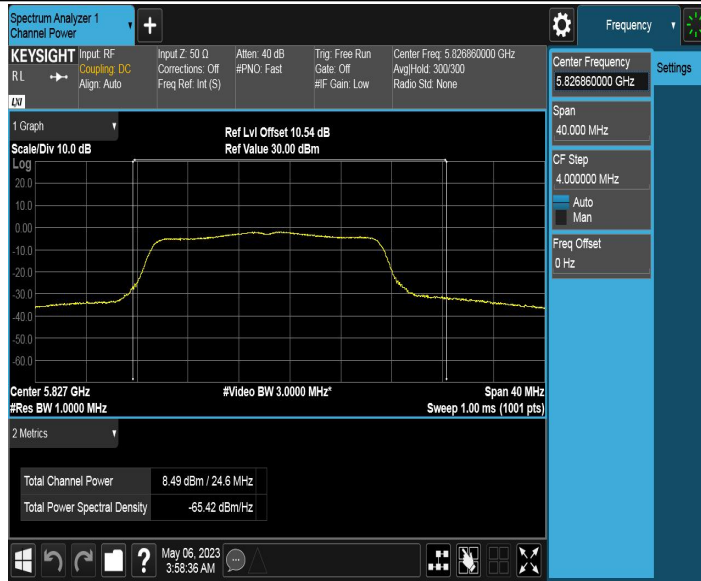 Spectrum Analyzer 1
Channel Power
+
Frequency
KEYSIGHT
RL
LXI
Input: RF
Coupling: DC
Align: Auto
Input Z: 50 Ω
Corrections: Off
Freq Ref: Int (S)
Atten: 40 dB
#PNO: Fast
Trig: Free Run
Gate: Off
#IF Gain: Low
Center Freq: 5.826860000 GHz
Avg|Hold: 300/300
Radio Std: None
Center Frequency
5.826860000 GHz
Settings
Span
40.000 MHz
CF Step
4.000000 MHz
Auto
Man
Freq Offset
0 Hz
1 Graph
Scale/Div 10.0 dB
Ref Lvl Offset 10.54 dB
Ref Value 30.00 dBm
Log
20.0
10.0
0.00
-10.0
-20.0
-30.0
-40.0
-50.0
-60.0
Center 5.827 GHz
#Res BW 1.0000 MHz
#Video BW 3.0000 MHz*
Span 40 MHz
Sweep 1.00 ms (1001 pts)
2 Metrics
Total Channel Power 8.49 dBm / 24.6 MHz
Total Power Spectral Density -65.42 dBm/Hz
?
May 06, 2023
3:58:36 AM